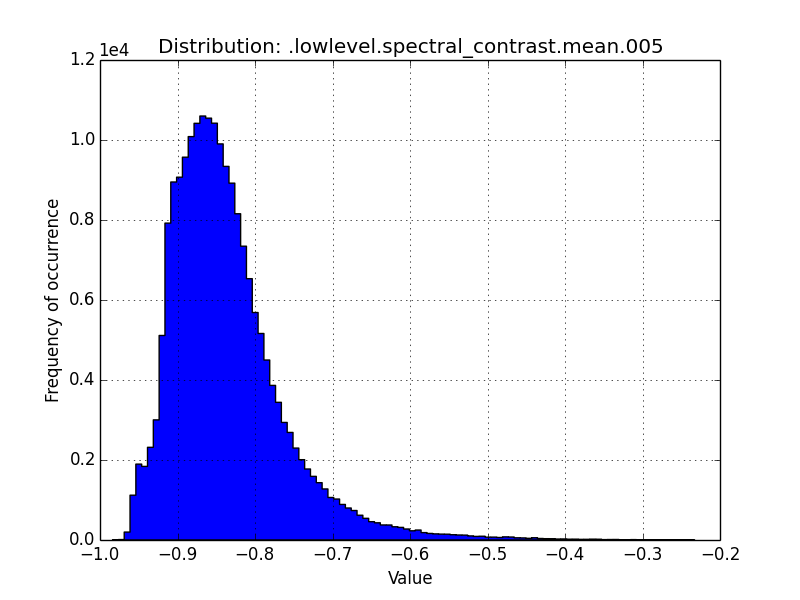 Distribution: .lowlevel.spectral_contrast.mean.005
1e4
1.2
1.0
0.8
0.6
0.4
0.2
0.0
Frequency of occurrence
−1.0 −0.9 −0.8 −0.7 −0.6 −0.5 −0.4 −0.3 −0.2
Value